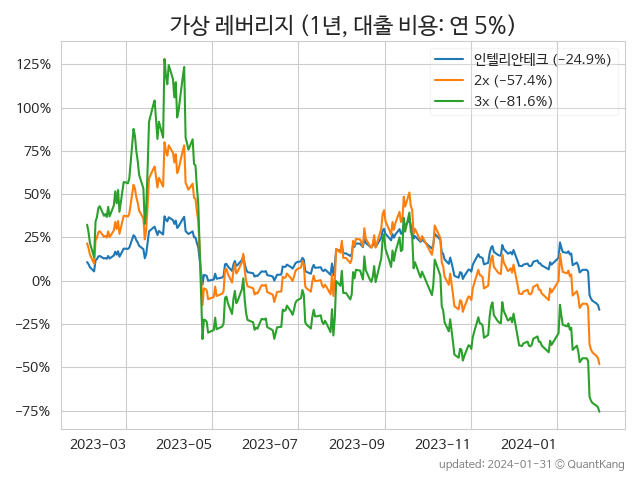 가상 레버리지 (1년, 대출 비용: 연 5%)
인텔리안테크 (−24.9%)
2x (−57.4%)
3x (−81.6%)
125%
100%
75%
50%
25%
0%
−25%
−50%
−75%
2023-03 2023-05 2023-07 2023-09 2023-11 2024-01
updated: 2024-01-31 © QuantKang